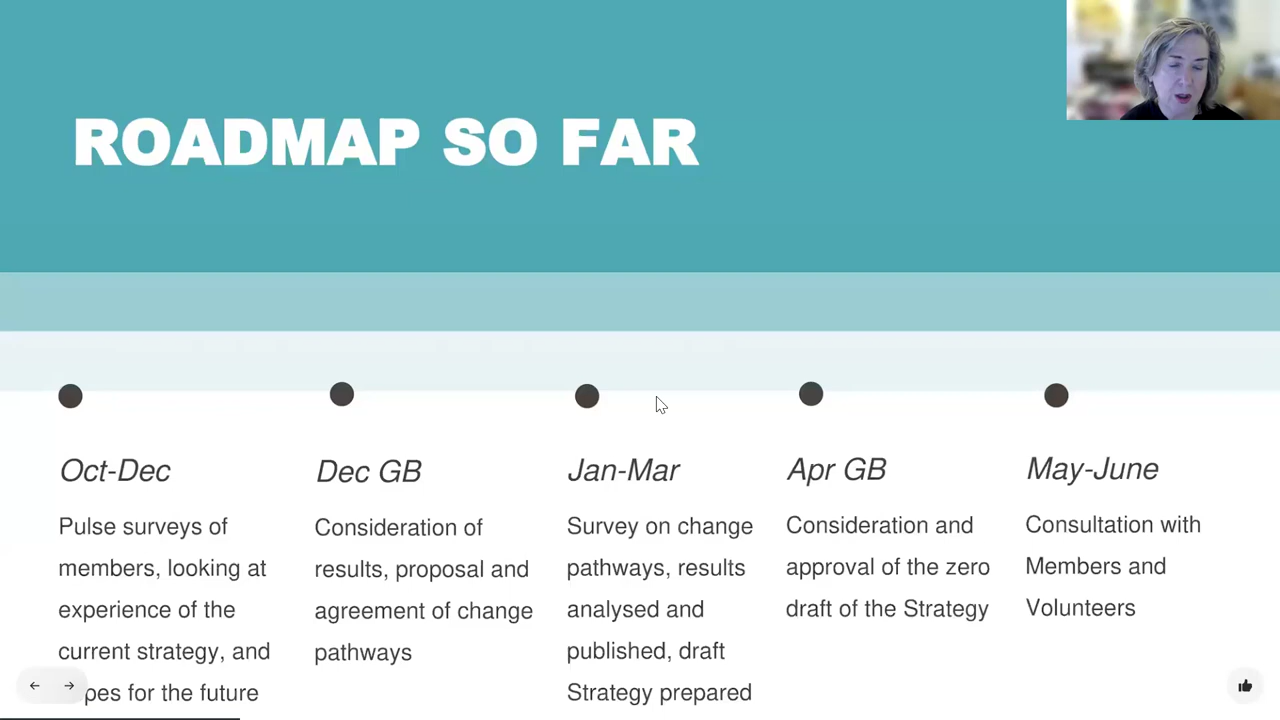 ROADMAP SO FAR
Oct-Dec
Pulse surveys of
members, looking at
experience of the
current strategy, and
for the future
Dec GB
Consideration of
results, proposal and
agreement of change
pathways
Jan-Mar
Survey on change
pathways, results
analysed and
published, draft
Strategy prepared
Apr GB
Consideration and
approval of the zero
draft of the Strategy
May-June
Consultation with
Members and
Volunteers